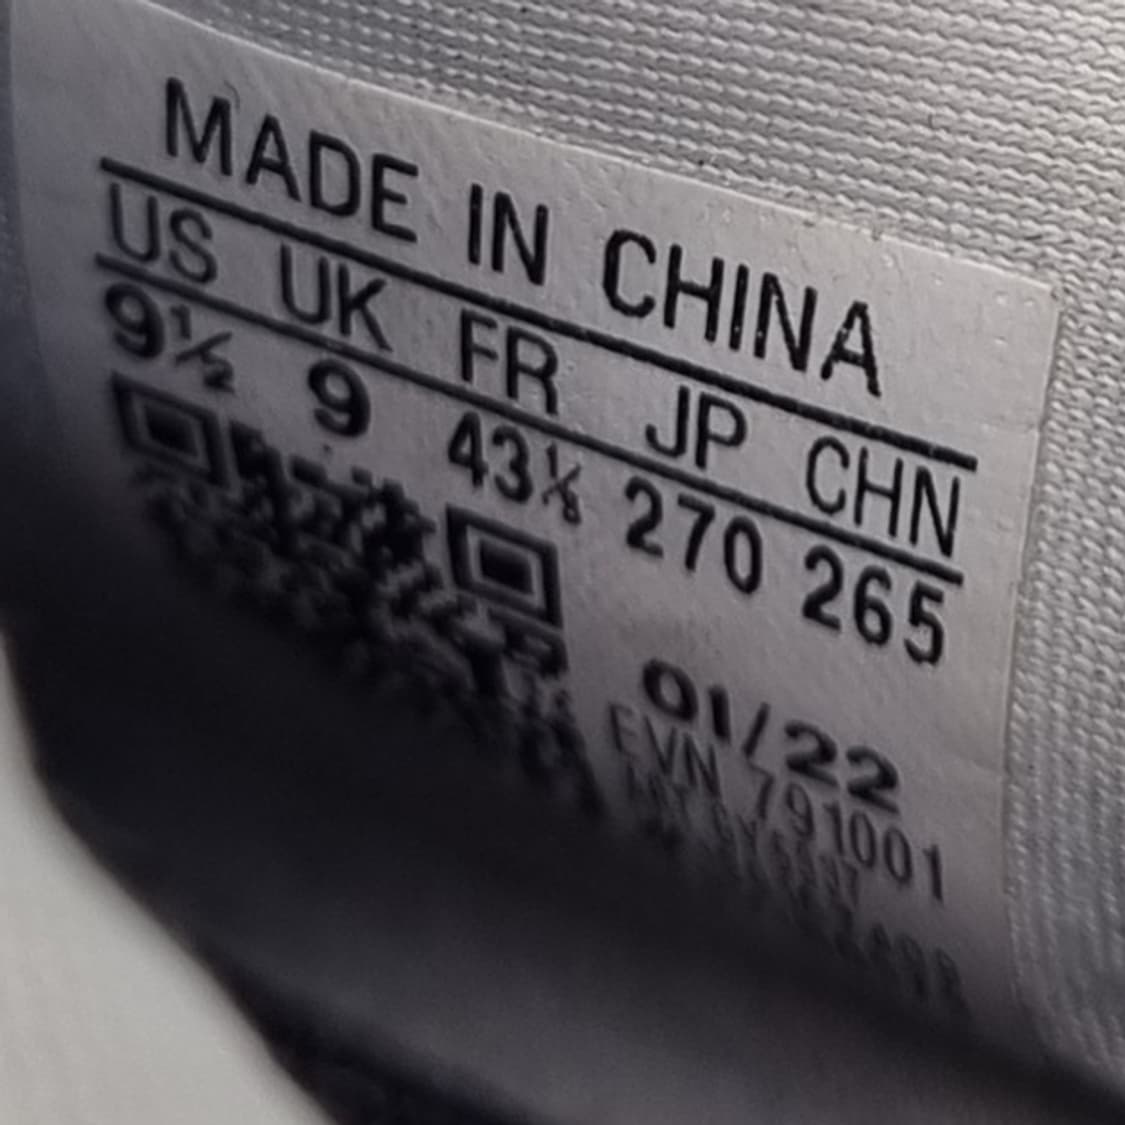 MADE IN CHINA
US UK FR JP CHN
9½ 9 43⅓ 270 265
01/22
EVN 791001